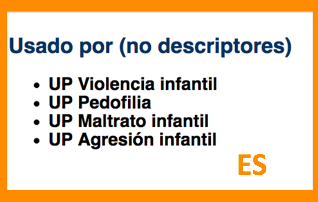 Usado por (no descriptores)
• UP Violencia infantil
• UP Pedofilia
• UP Maltrato infantil
• UP Agresión infantil
ES